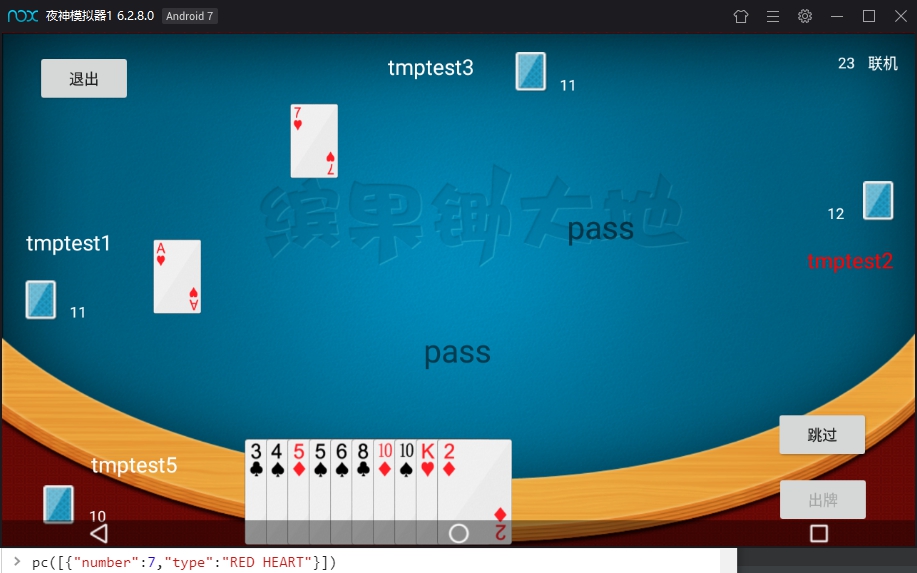 nox 夜神模拟器1 6.2.8.0 Android 7
退出
tmptest3
11
23 联机
7
7
缤果锄大地
12
pass
tmptest1
A
A
tmptest2
11
pass
跳过
3 4 5 5 6 8 10 10 K 2
2
tmptest5
10
出牌
> pc([{"number":7,"type":"RED HEART"}])